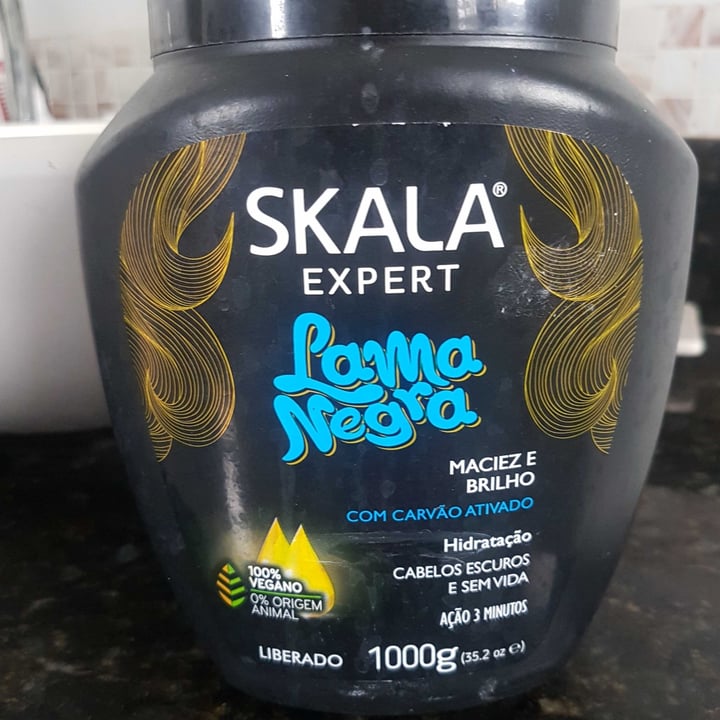 SKALA®
EXPERT
Lama
Negra
MACIEZ E
BRILHO
COM CARVÃO ATIVADO
Hidratação
CABELOS ESCUROS
E SEM VIDA
AÇÃO 3 MINUTOS
100%
VEGANO
0% ORIGEM
ANIMAL
LIBERADO 1000g (35.2 oz ℮)